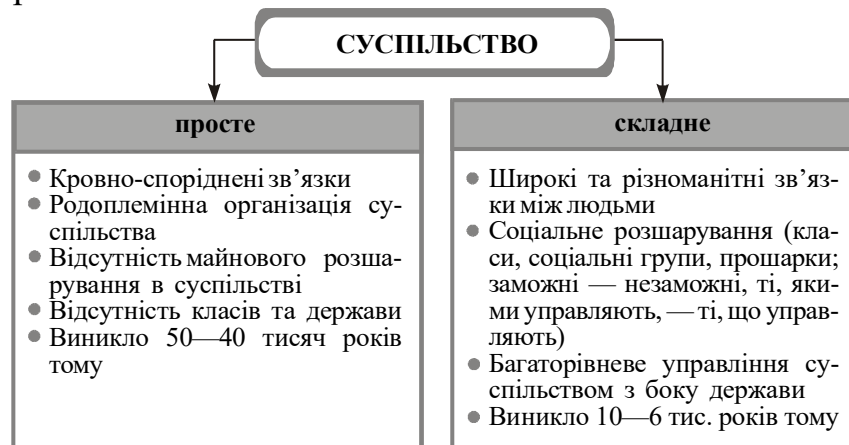 СУСПІЛЬСТВО
просте
Кровно-споріднені зв’язки
Родоплемінна організація су-
спільства
Відсутність майнового розша-
рування в суспільстві
Відсутність класів та держави
Виникло 50—40 тисяч років
тому
складне
Широкі та різноманітні зв’яз-
ки між людьми
Соціальне розшарування (кла-
си, соціальні групи, прошарки;
заможні — незаможні, ті, яки-
ми управляють, — ті, що управ-
ляють)
Багаторівневе управління су-
спільством з боку держави
Виникло 10—6 тис. років тому